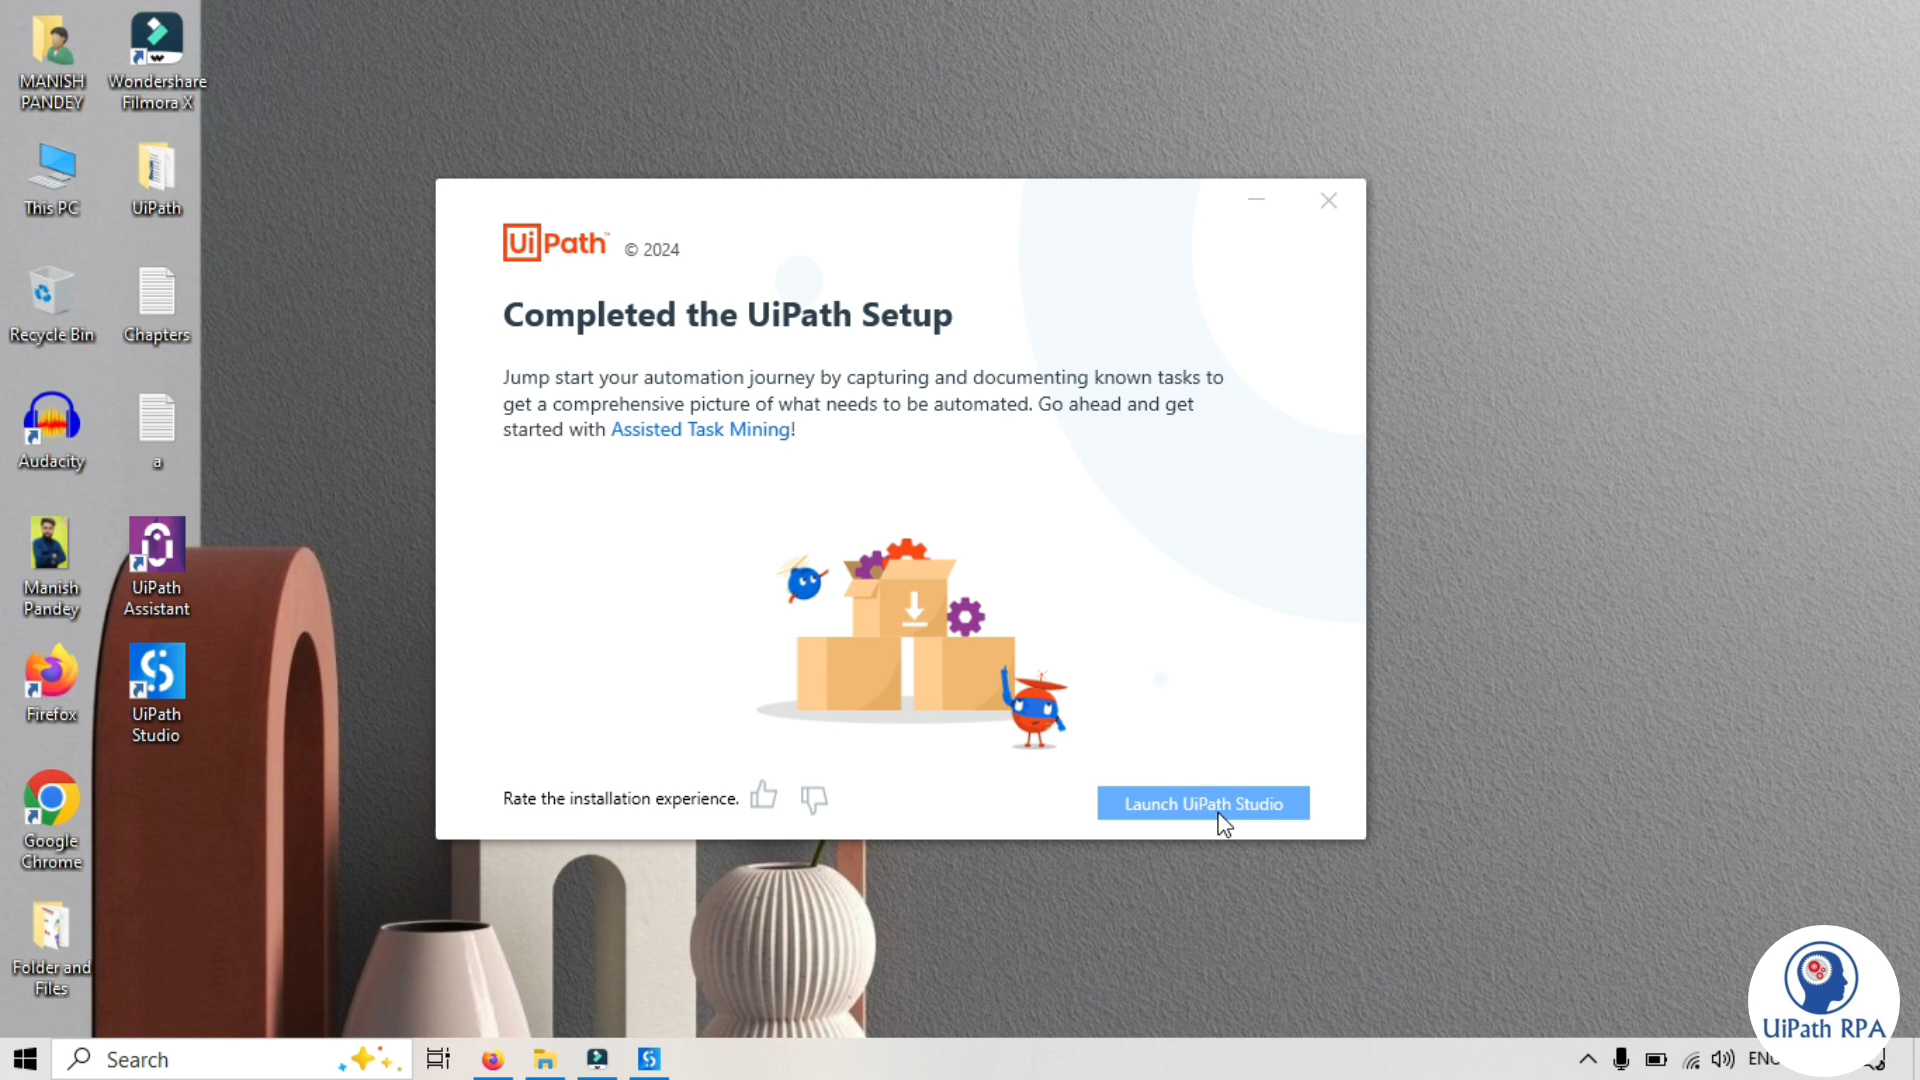 MANISH
PANDEY
Wondershare
Filmora X
This PC
UiPath
Recycle Bin
Chapters
Audacity
a
Manish
Pandey
UiPath
Assistant
Firefox
UiPath
Studio
Google
Chrome
Folder and
Files
UiPath™ © 2024
Completed the UiPath Setup
Jump start your automation journey by capturing and documenting known tasks to
get a comprehensive picture of what needs to be automated. Go ahead and get
started with Assisted Task Mining!
Rate the installation experience.
Launch UiPath Studio
UiPath RPA
Search
ENG